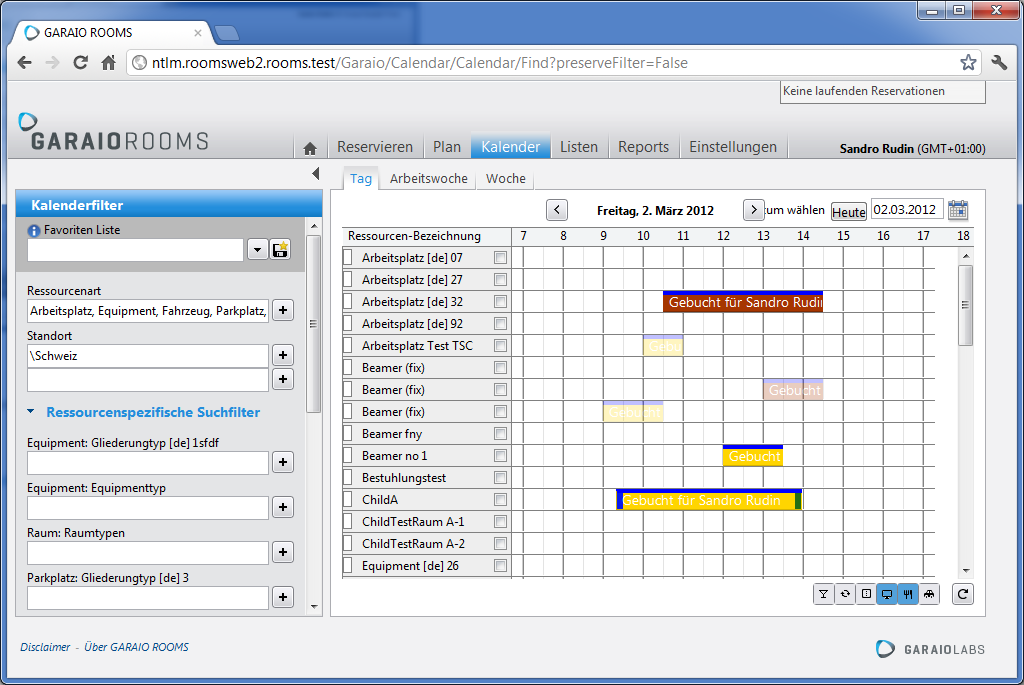 GARAIO ROOMS
ntlm.roomsweb2.rooms.test/Garaio/Calendar/Calendar/Find?preserveFilter=False
Keine laufenden Reservationen
GARAIOROOMS
Reservieren Plan Kalender Listen Reports Einstellungen
Sandro Rudin (GMT+01:00)
Kalenderfilter
Favoriten Liste
Ressourcenart
Arbeitsplatz, Equipment, Fahrzeug, Parkplatz,
Standort
\Schweiz
Ressourcenspezifische Suchfilter
Equipment: Gliederungtyp [de] 1sfdf
Equipment: Equipmenttyp
Raum: Raumtypen
Parkplatz: Gliederungtyp [de] 3
Tag Arbeitswoche Woche
< Freitag, 2. März 2012 > zum wählen Heute 02.03.2012
Ressourcen-Bezeichnung 7 8 9 10 11 12 13 14 15 16 17 18
Arbeitsplatz [de] 07
Arbeitsplatz [de] 27
Arbeitsplatz [de] 32 Gebucht für Sandro Rudin
Arbeitsplatz [de] 92
Arbeitsplatz Test TSC Gebu
Beamer (fix)
Beamer (fix) Gebucht
Beamer (fix) Gebucht
Beamer fny
Beamer no 1 Gebucht
Bestuhlungstest
ChildA Gebucht für Sandro Rudin
ChildTestRaum A-1
ChildTestRaum A-2
Equipment [de] 26
Disclaimer - Über GARAIO ROOMS
GARAIOLABS